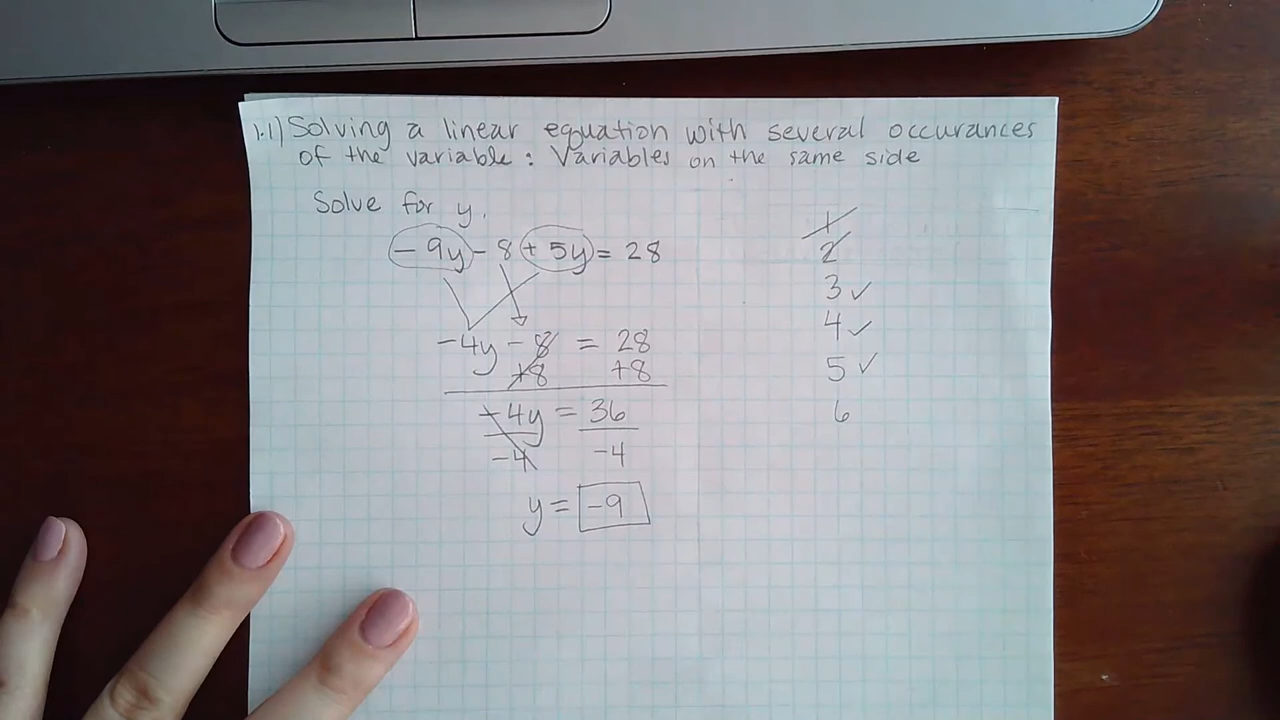 1.1) Solving a linear equation with several occurances
of the variable: Variables on the same side
Solve for y.
-9y - 8 + 5y = 28
-4y - 8 = 28
+8 +8
-4y = 36
-4 -4
y = -9
1
2
3 ✓
4 ✓
5 ✓
6